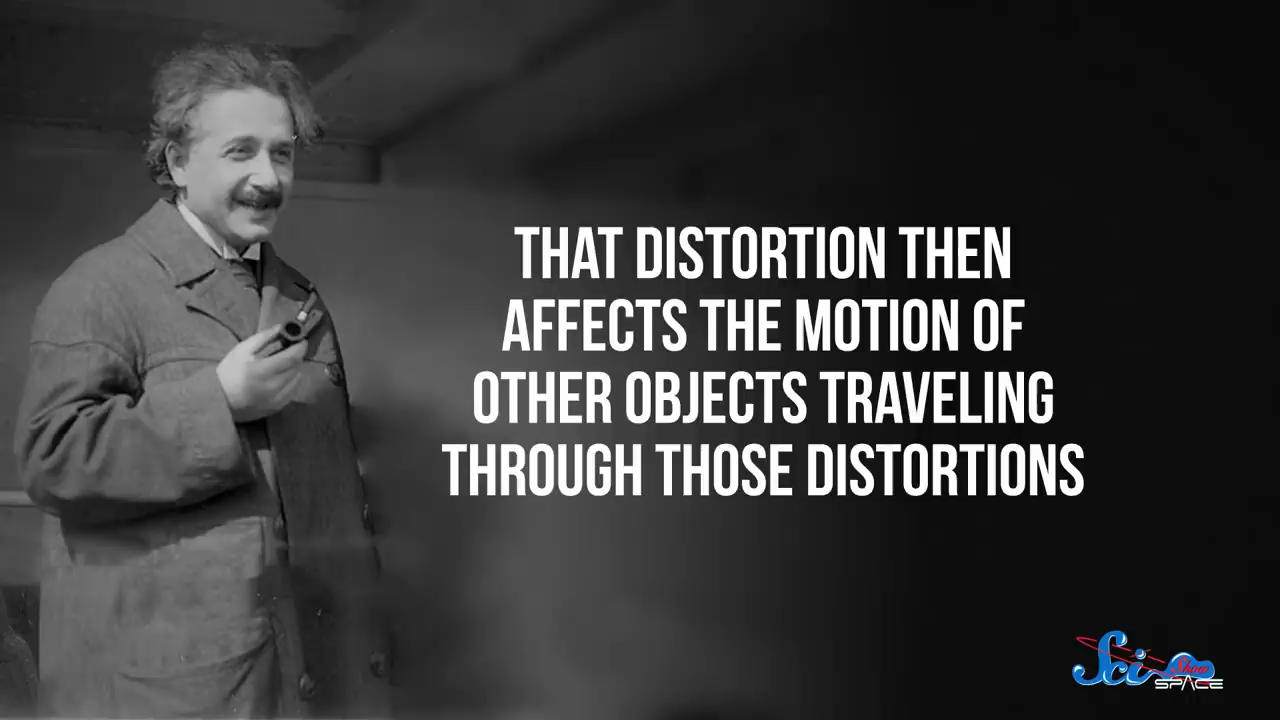 THAT DISTORTION THEN
AFFECTS THE MOTION OF
OTHER OBJECTS TRAVELING
THROUGH THOSE DISTORTIONS
Sci Show
SPACE